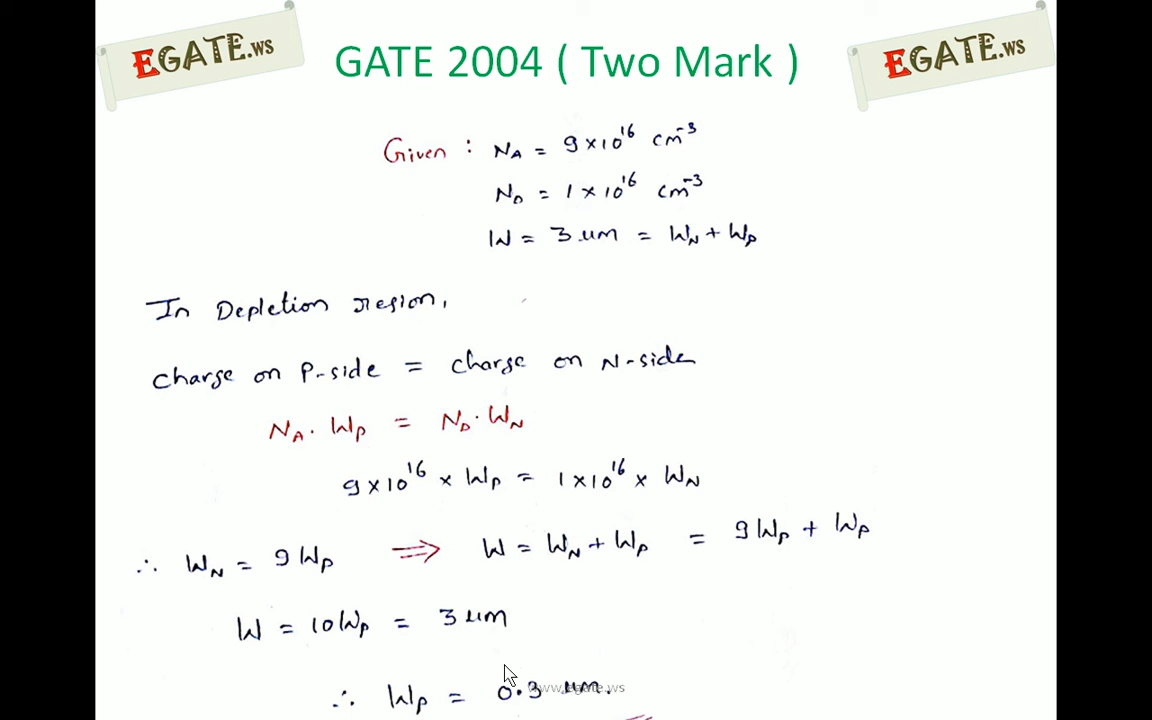 EGATE.ws
GATE 2004 ( Two Mark )
EGATE.ws
Given : N_A = 9×10^16 cm^-3
N_D = 1×10^16 cm^-3
W = 3 um = W_N + W_P
In Depletion region,
Charge on P-side = charge on N-side
N_A . W_P = N_D . W_N
9×10^16 × W_P = 1×10^16 × W_N
∴ W_N = 9 W_P ⇒ W = W_N + W_P = 9 W_P + W_P
W = 10 W_P = 3 um
∴ W_P = 0.3 um.
www.egate.ws